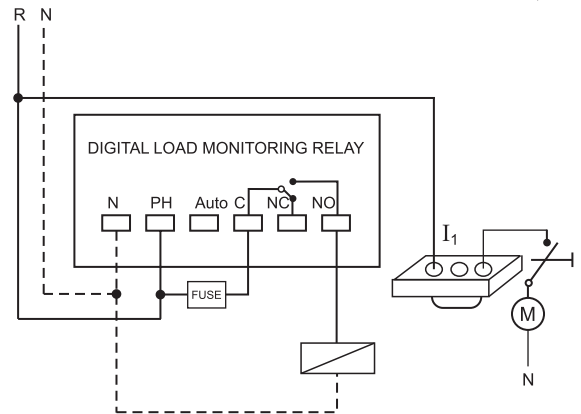 R N
DIGITAL LOAD MONITORING RELAY
N PH Auto C NC NO
I1
FUSE
M
N